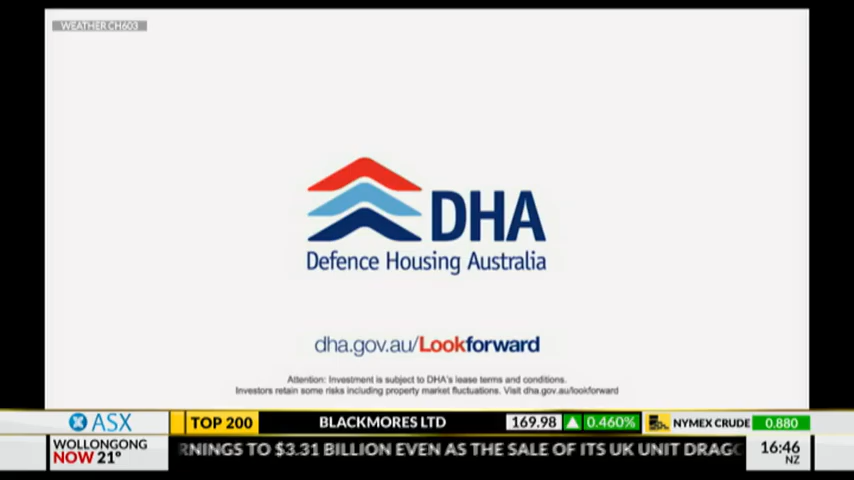 WEATHER CH603
DHA
Defence Housing Australia
dha.gov.au/Lookforward
Attention: Investment is subject to DHA's lease terms and conditions.
Investors retain some risks including property market fluctuations. Visit dha.gov.au/lookforward
ASX TOP 200 BLACKMORES LTD 169.98 0.460% NYMEX CRUDE 0.880
WOLLONGONG
NOW 21°
RNINGS TO $3.31 BILLION EVEN AS THE SALE OF ITS UK UNIT DRAGG
16:46
NZ